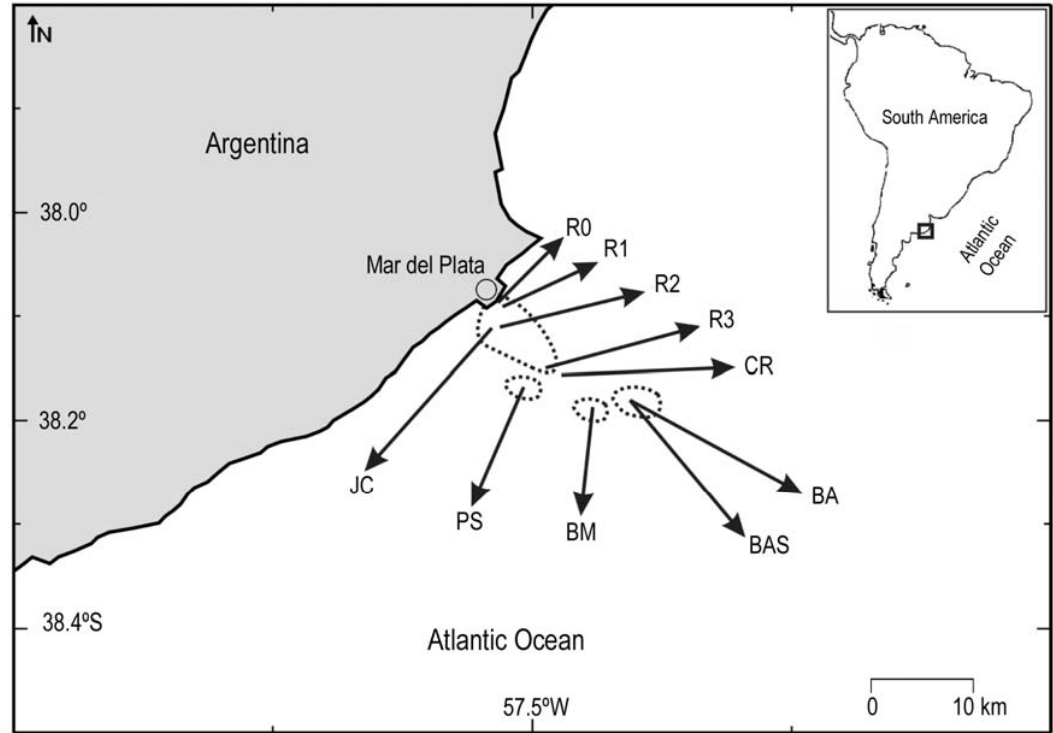 N
Argentina
South America
Atlantic
Ocean
38.0º
R0
R1
Mar del Plata
R2
R3
CR
38.2º
JC
PS
BM
BA
BAS
38.4ºS
Atlantic Ocean
57.5ºW
0 10 km